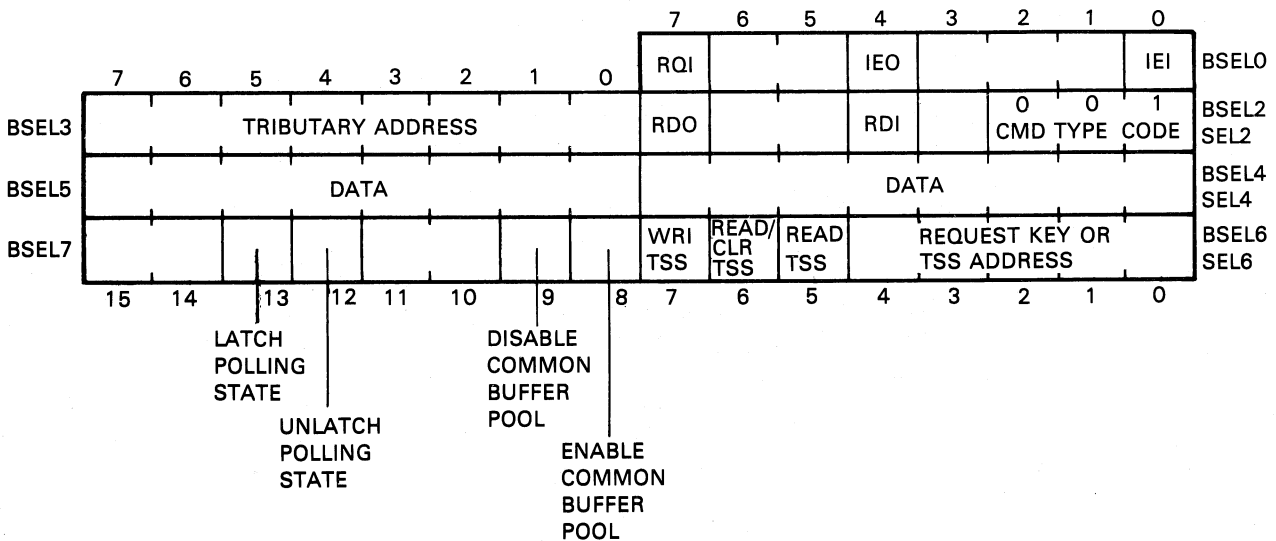 7 6 5 4 3 2 1 0
RQI IEO IEI BSEL0
7 6 5 4 3 2 1 0
BSEL3 TRIBUTARY ADDRESS RDO RDI 0 0 1 BSEL2
CMD TYPE CODE SEL2
BSEL5 DATA DATA BSEL4
SEL4
BSEL7 WRI TSS READ/ CLR TSS READ TSS REQUEST KEY OR TSS ADDRESS BSEL6
SEL6
15 14 13 12 11 10 9 8 7 6 5 4 3 2 1 0
LATCH
POLLING
STATE
UNLATCH
POLLING
STATE
DISABLE
COMMON
BUFFER
POOL
ENABLE
COMMON
BUFFER
POOL